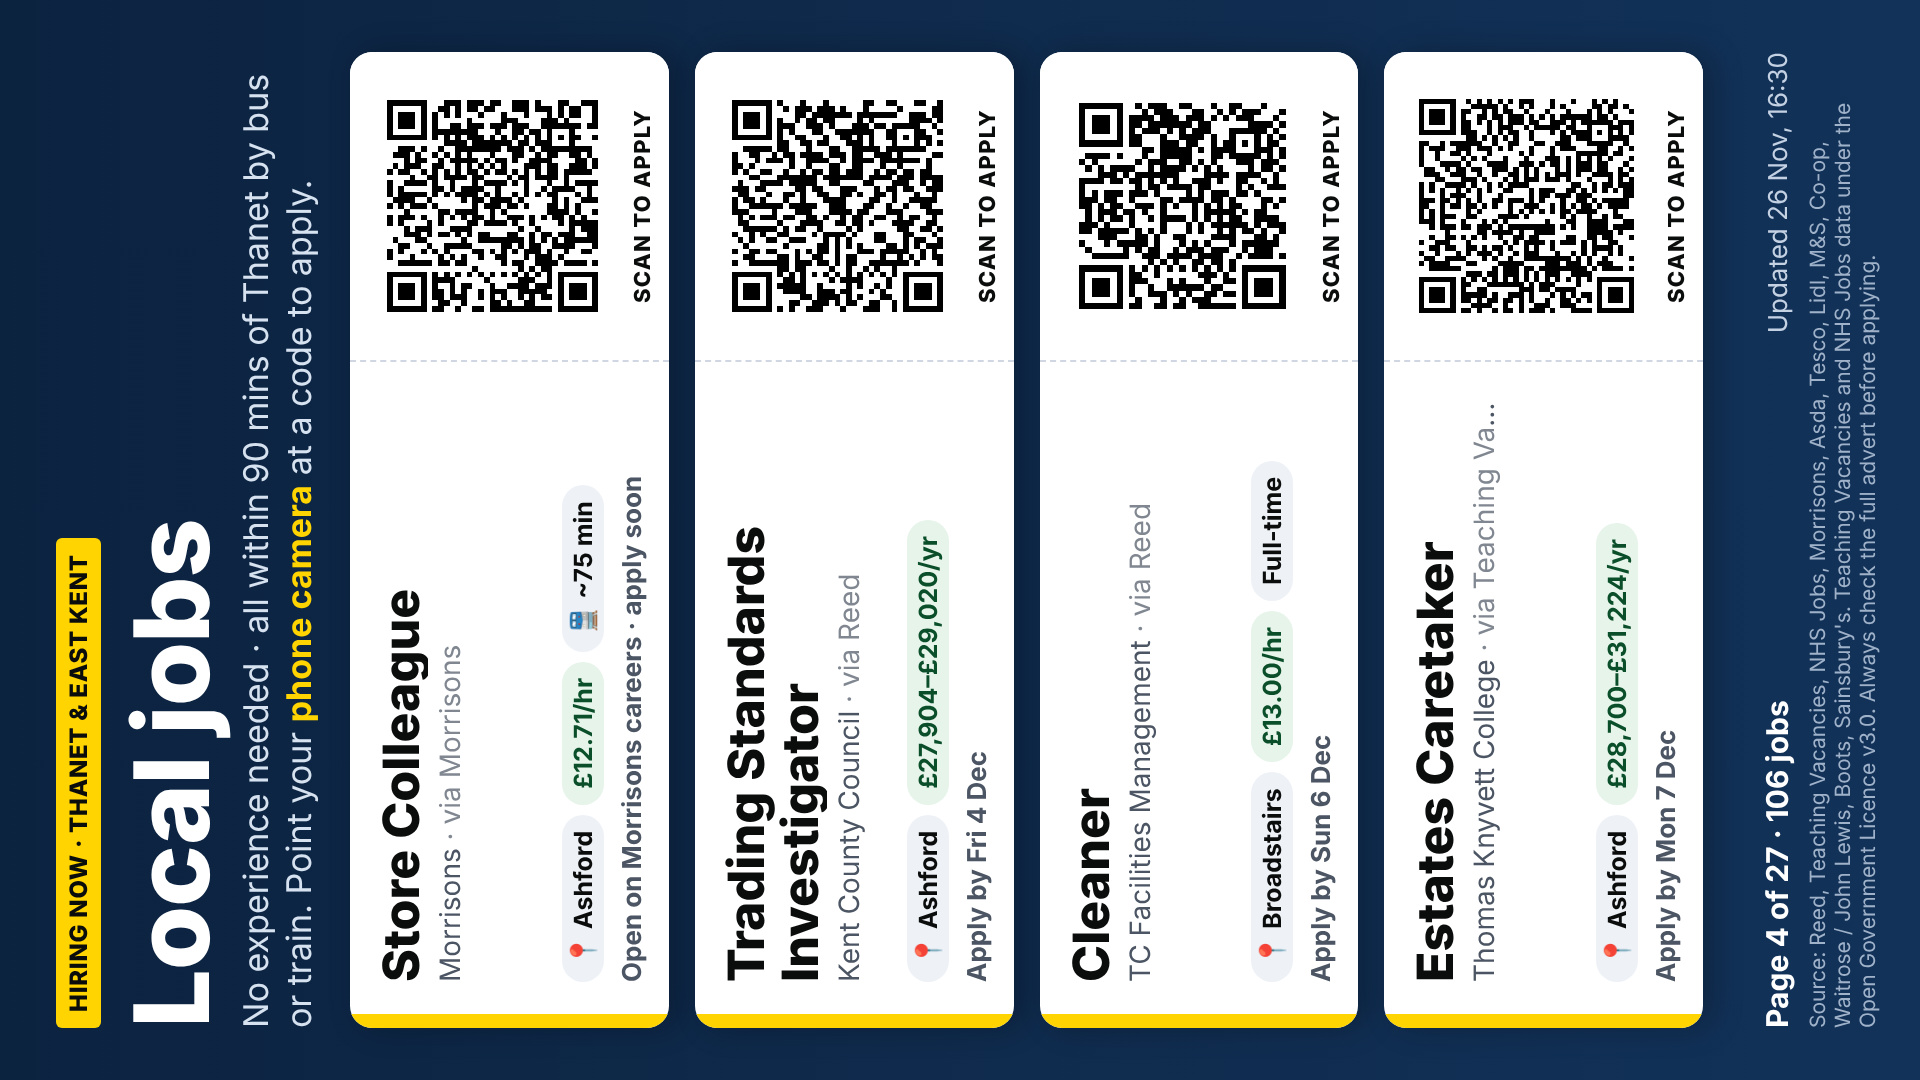 HIRING NOW · THANET & EAST KENT
Local jobs
No experience needed · all within 90 mins of Thanet by bus
or train. Point your phone camera at a code to apply.
Store Colleague
Morrisons · via Morrisons
📍 Ashford £12.71/hr 🚆 ~75 min
Open on Morrisons careers · apply soon
SCAN TO APPLY
Trading Standards
Investigator
Kent County Council · via Reed
📍 Ashford £27,904–£29,020/yr
Apply by Fri 4 Dec
SCAN TO APPLY
Cleaner
TC Facilities Management · via Reed
📍 Broadstairs £13.00/hr Full-time
Apply by Sun 6 Dec
SCAN TO APPLY
Estates Caretaker
Thomas Knyvett College · via Teaching Va…
📍 Ashford £28,700–£31,224/yr
Apply by Mon 7 Dec
SCAN TO APPLY
Page 4 of 27 · 106 jobs
Updated 26 Nov, 16:30
Source: Reed, Teaching Vacancies, NHS Jobs, Morrisons, Asda, Tesco, Lidl, M&S, Co-op,
Waitrose / John Lewis, Boots, Sainsbury's. Teaching Vacancies and NHS Jobs data under the
Open Government Licence v3.0. Always check the full advert before applying.